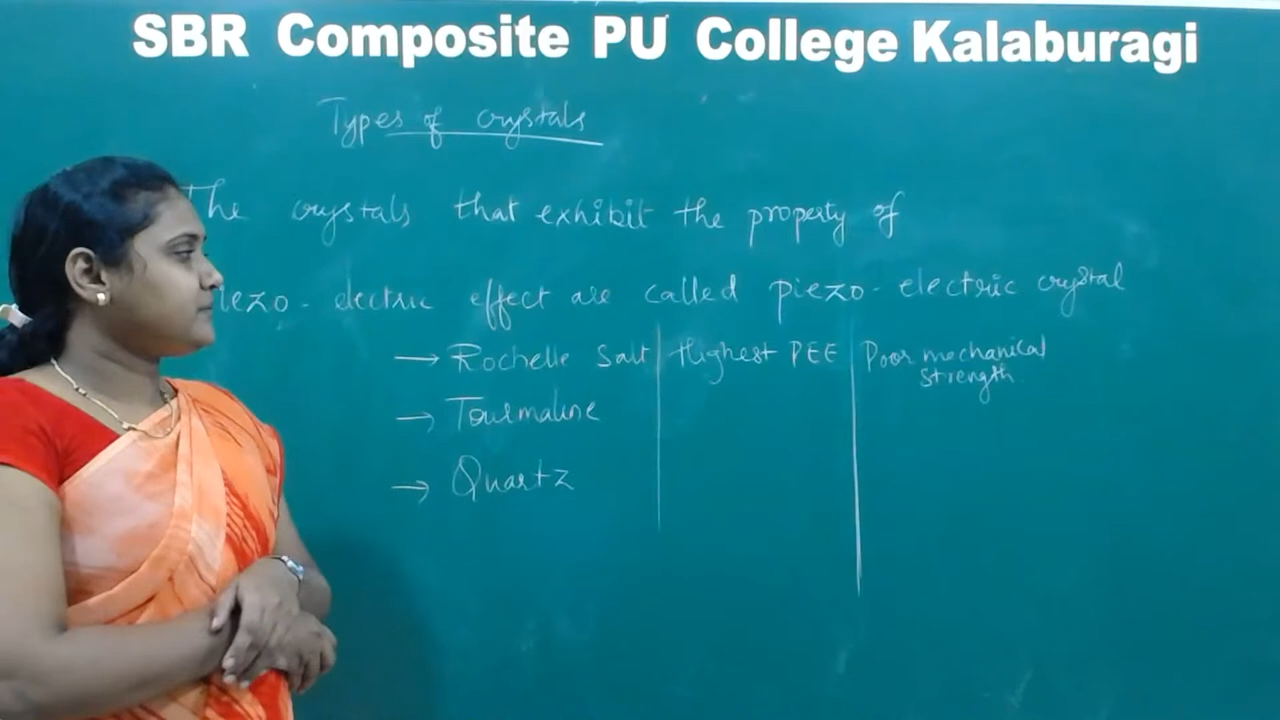 SBR Composite PU College Kalaburagi
Types of crystals
The crystals that exhibit the property of
iezo - electric effect are called piezo - electric crystal
→ Rochelle Salt | Highest PEE | Poor mechanical strength
→ Tourmaline
→ Quartz